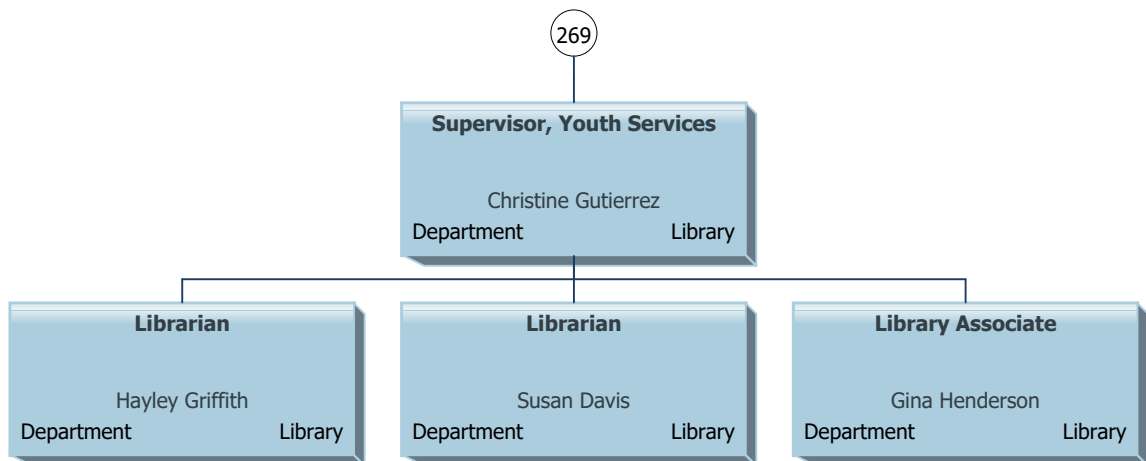 269
Supervisor, Youth Services
Christine Gutierrez
Department Library
Librarian
Hayley Griffith
Department Library
Librarian
Susan Davis
Department Library
Library Associate
Gina Henderson
Department Library